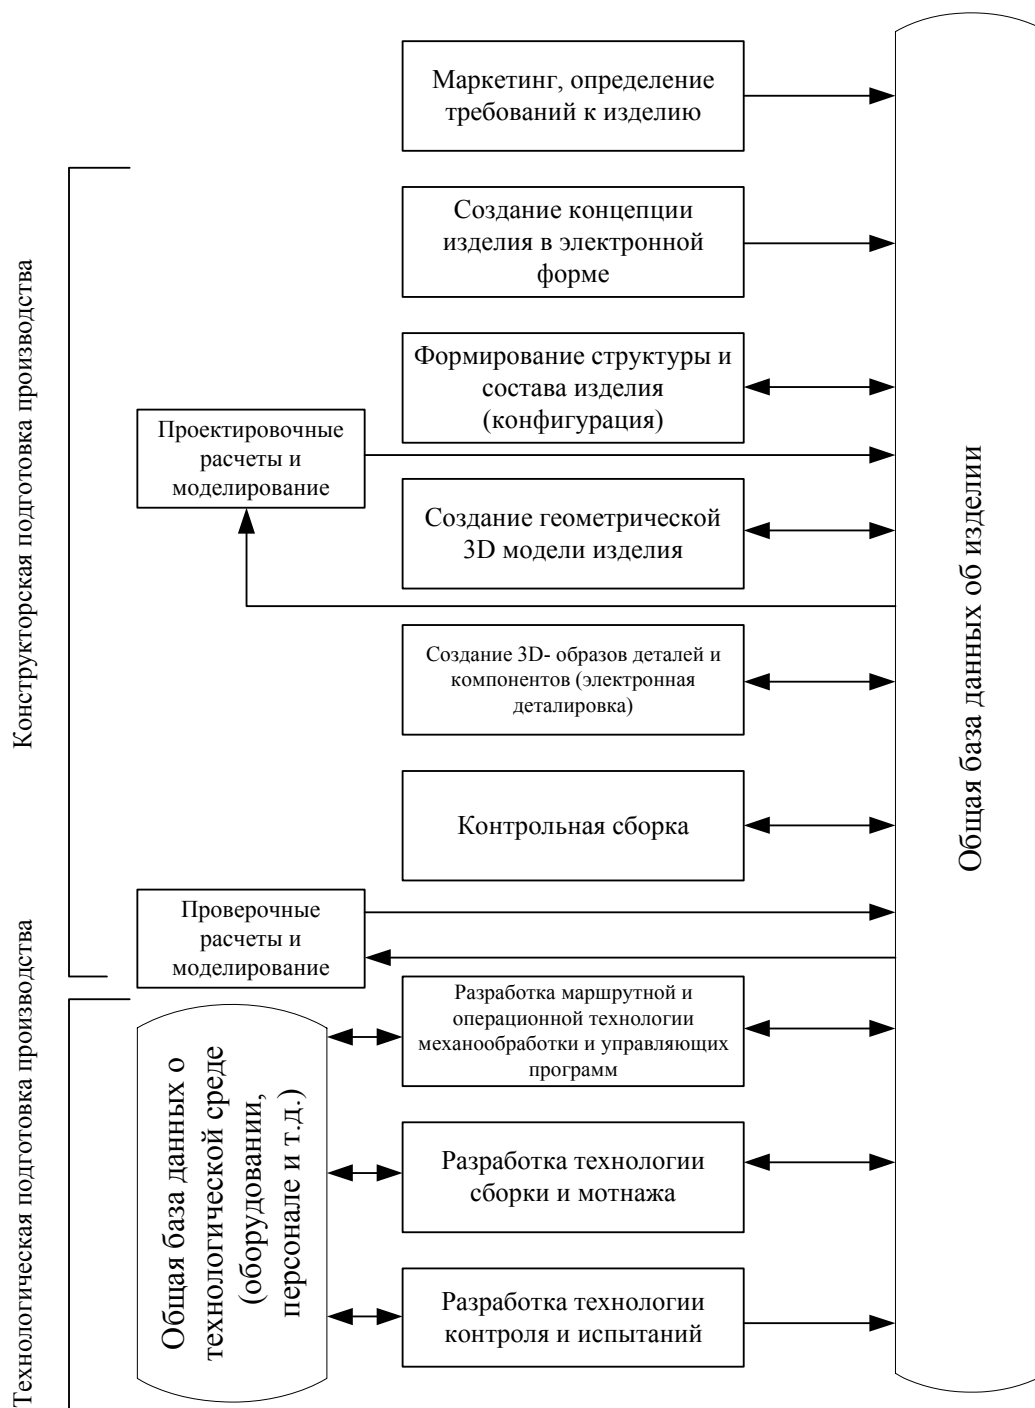 Маркетинг, определение
требований к изделию
Создание концепции
изделия в электронной
форме
Формирование структуры и
состава изделия
(конфигурация)
Проектировочные
расчеты и
моделирование
Создание геометрической
3D модели изделия
Создание 3D- образов деталей и
компонентов (электронная
деталировка)
Контрольная сборка
Проверочные
расчеты и
моделирование
Конструкторская подготовка производства
Общая база данных об изделии
Разработка маршрутной и
операционной технологии
механообработки и управляющих
программ
Общая база данных о
технологической среде
(оборудовании,
персонале и т.д.)
Разработка технологии
сборки и мотнажа
Разработка технологии
контроля и испытаний
Технологическая подготовка производства